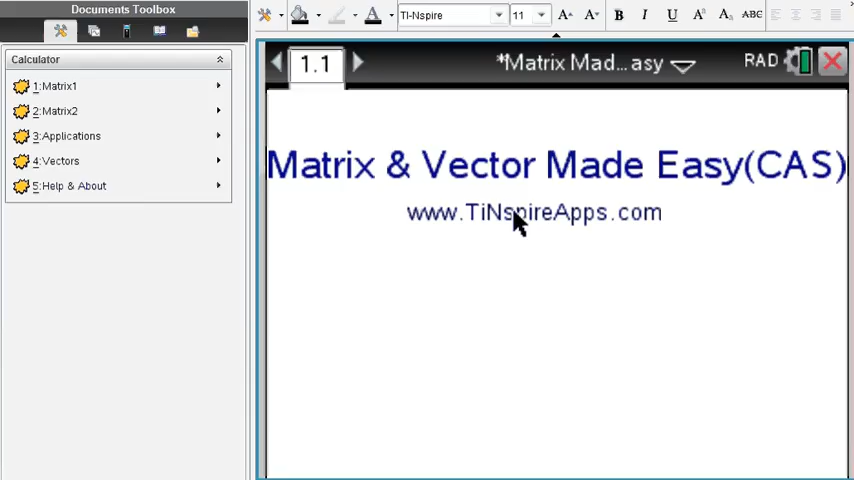 Documents Toolbox
TI-Nspire
11
B I U A ABC
Calculator
1:Matrix1
2:Matrix2
3:Applications
4:Vectors
5:Help & About
1.1
*Matrix Mad...asy
RAD
Matrix & Vector Made Easy(CAS)
www.TiNspireApps.com